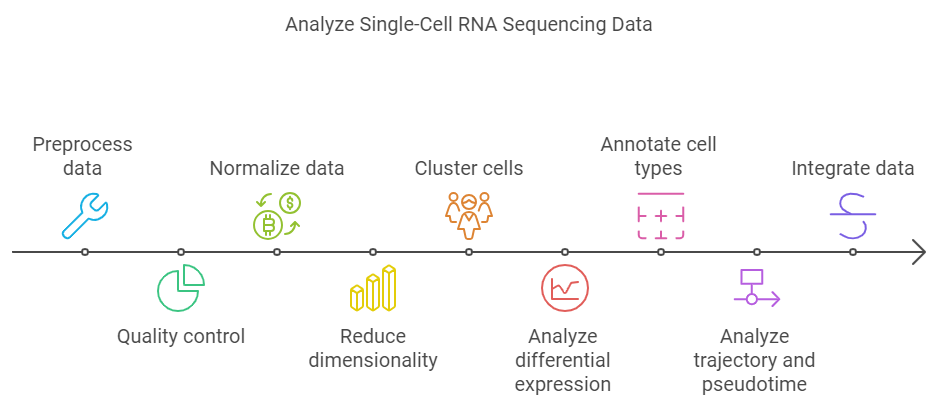 Analyze Single-Cell RNA Sequencing Data
Preprocess
data
Quality control
Normalize data
Reduce
dimensionality
Cluster cells
Analyze
differential
expression
Annotate cell
types
Analyze
trajectory and
pseudotime
Integrate data